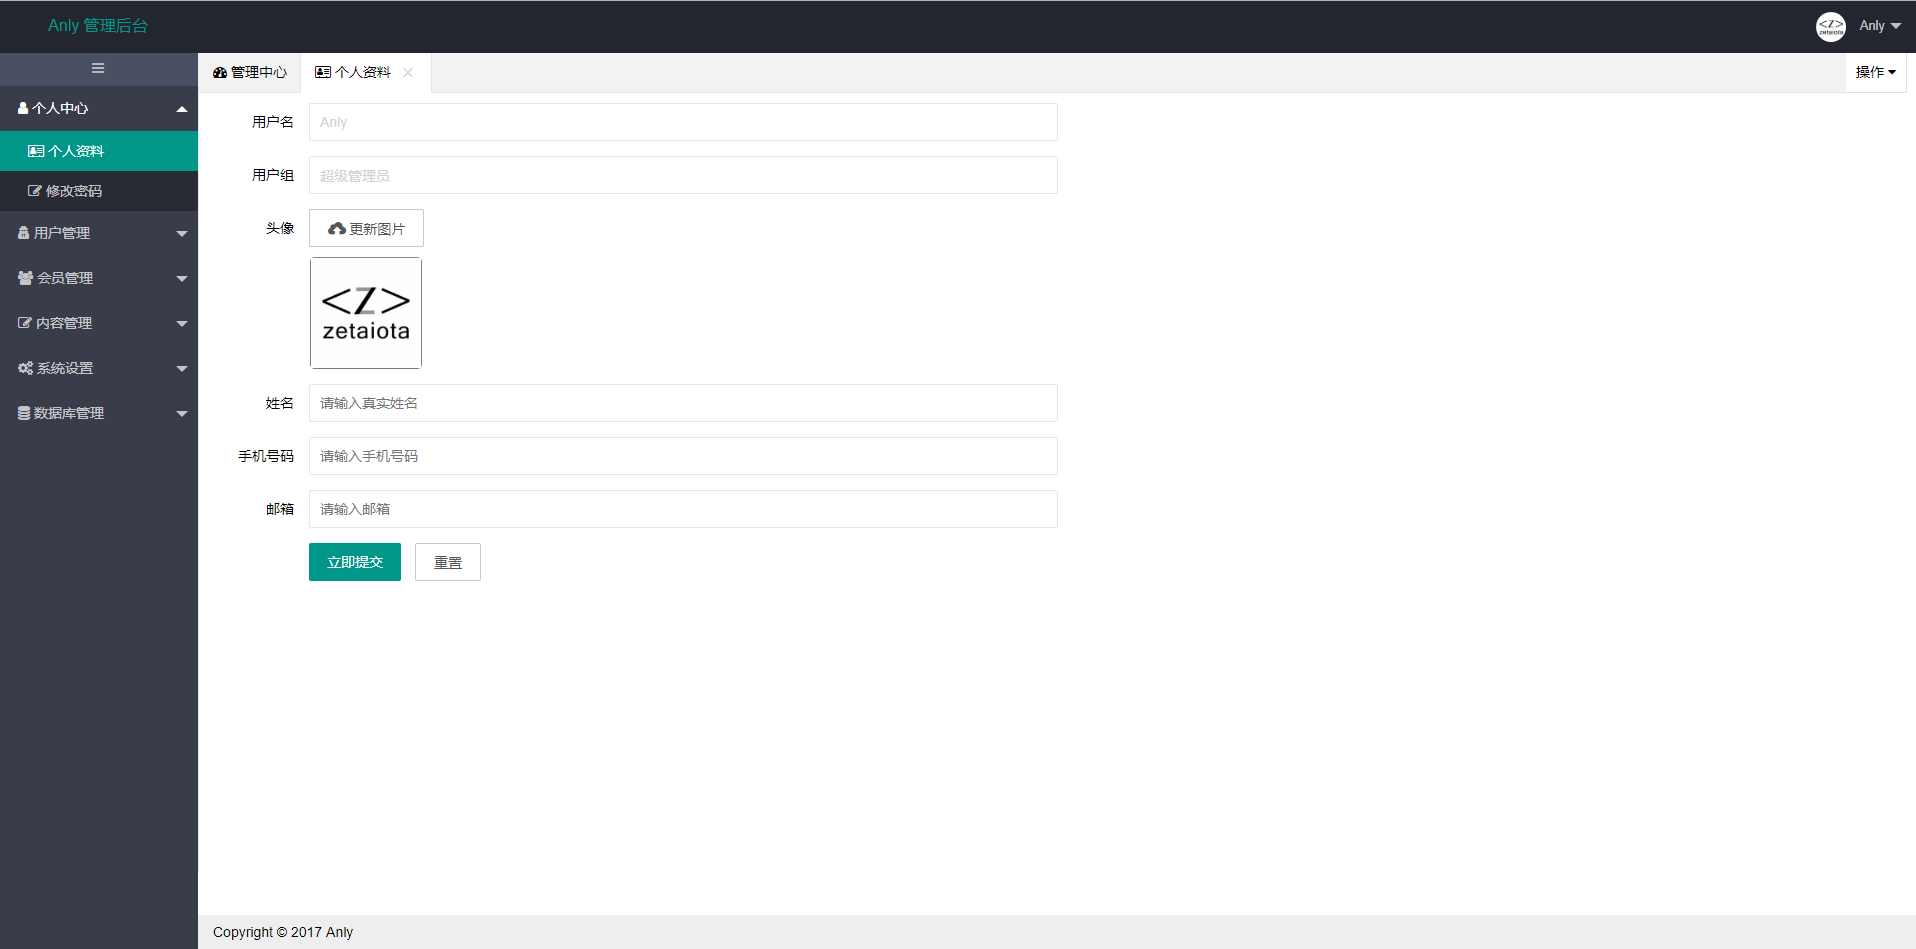 Anly 管理后台
<Z>
zetaiota
Anly
管理中心
个人资料
操作
个人中心
个人资料
修改密码
用户管理
会员管理
内容管理
系统设置
数据库管理
用户名
Anly
用户组
超级管理员
头像
更新图片
<Z>
zetaiota
姓名
请输入真实姓名
手机号码
请输入手机号码
邮箱
请输入邮箱
立即提交
重置
Copyright © 2017 Anly